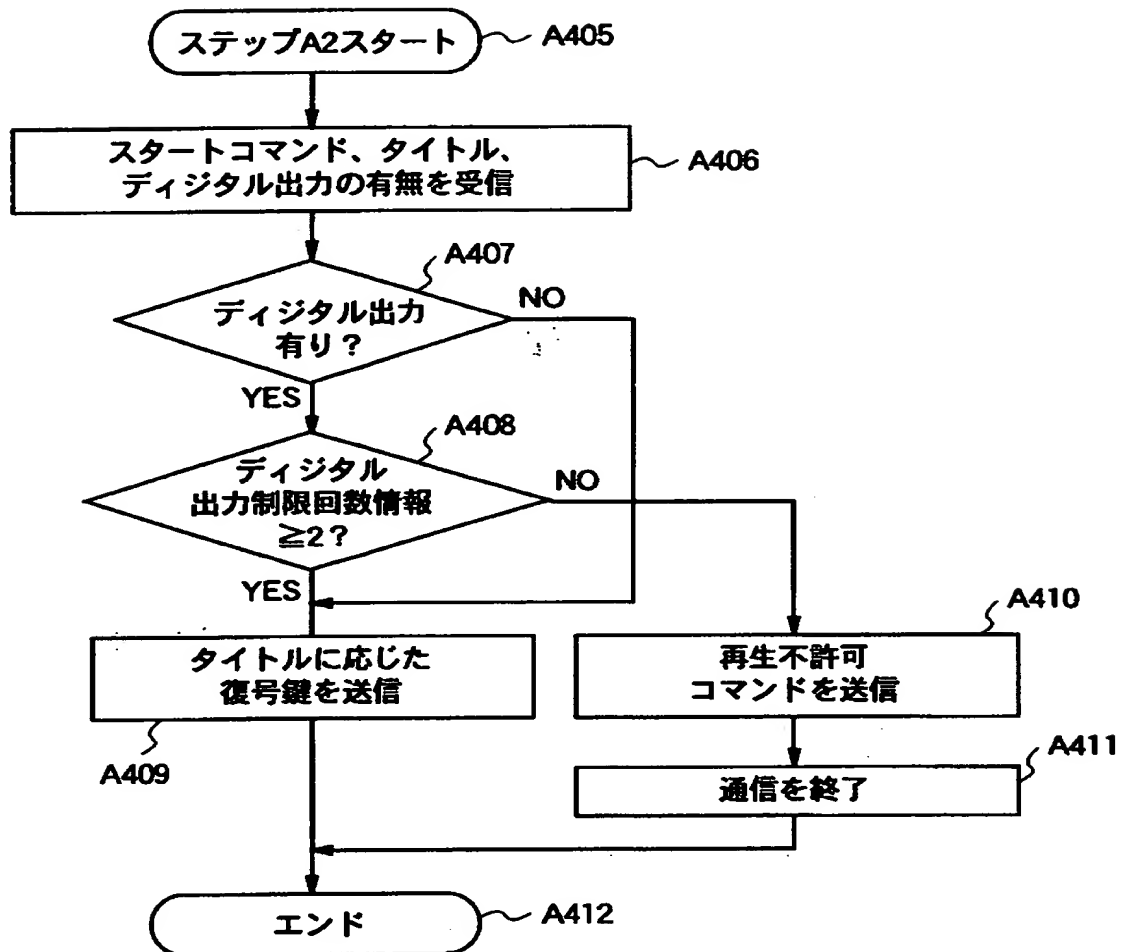 ステップA2スタート
A405
スタートコマンド、タイトル、
ディジタル出力の有無を受信
A406
A407
ディジタル出力
有り？
NO
YES
A408
ディジタル
出力制限回数情報
≧2？
NO
YES
タイトルに応じた
復号鍵を送信
A409
A410
再生不許可
コマンドを送信
A411
通信を終了
エンド
A412